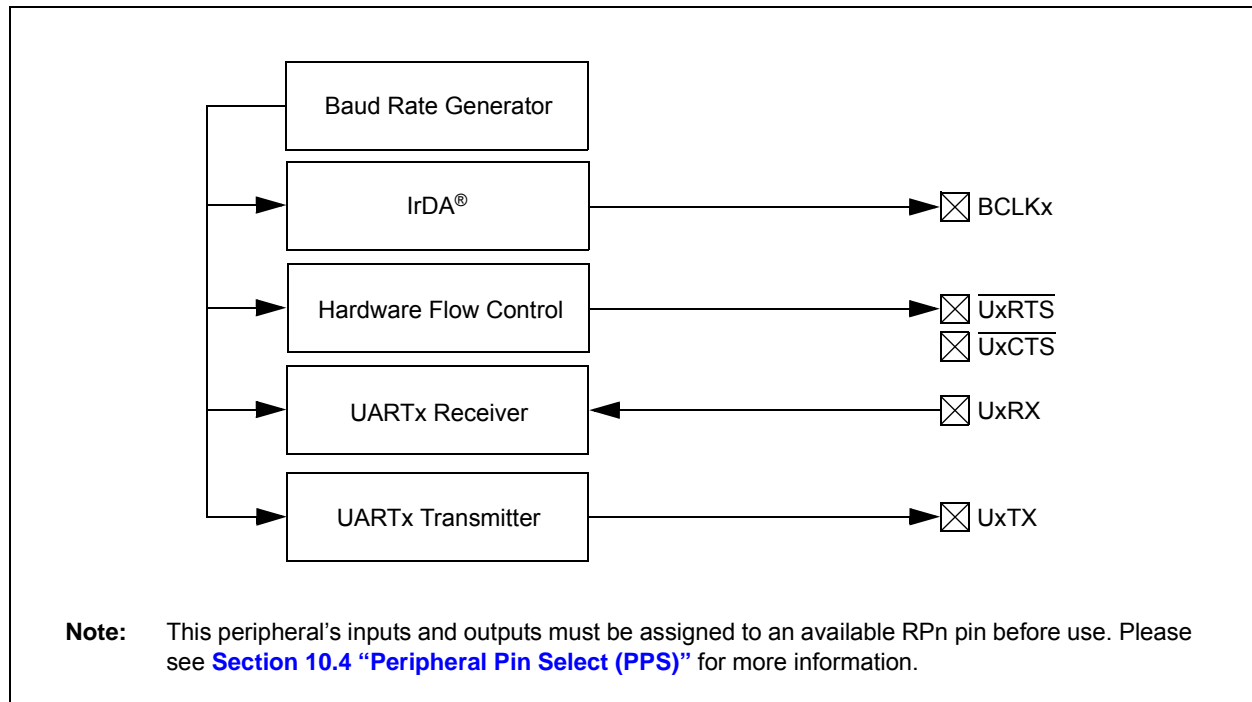 Baud Rate Generator
IrDA®
BCLKx
Hardware Flow Control
UxRTS
UxCTS
UARTx Receiver
UxRX
UARTx Transmitter
UxTX
Note: This peripheral's inputs and outputs must be assigned to an available RPn pin before use. Please
see Section 10.4 “Peripheral Pin Select (PPS)” for more information.